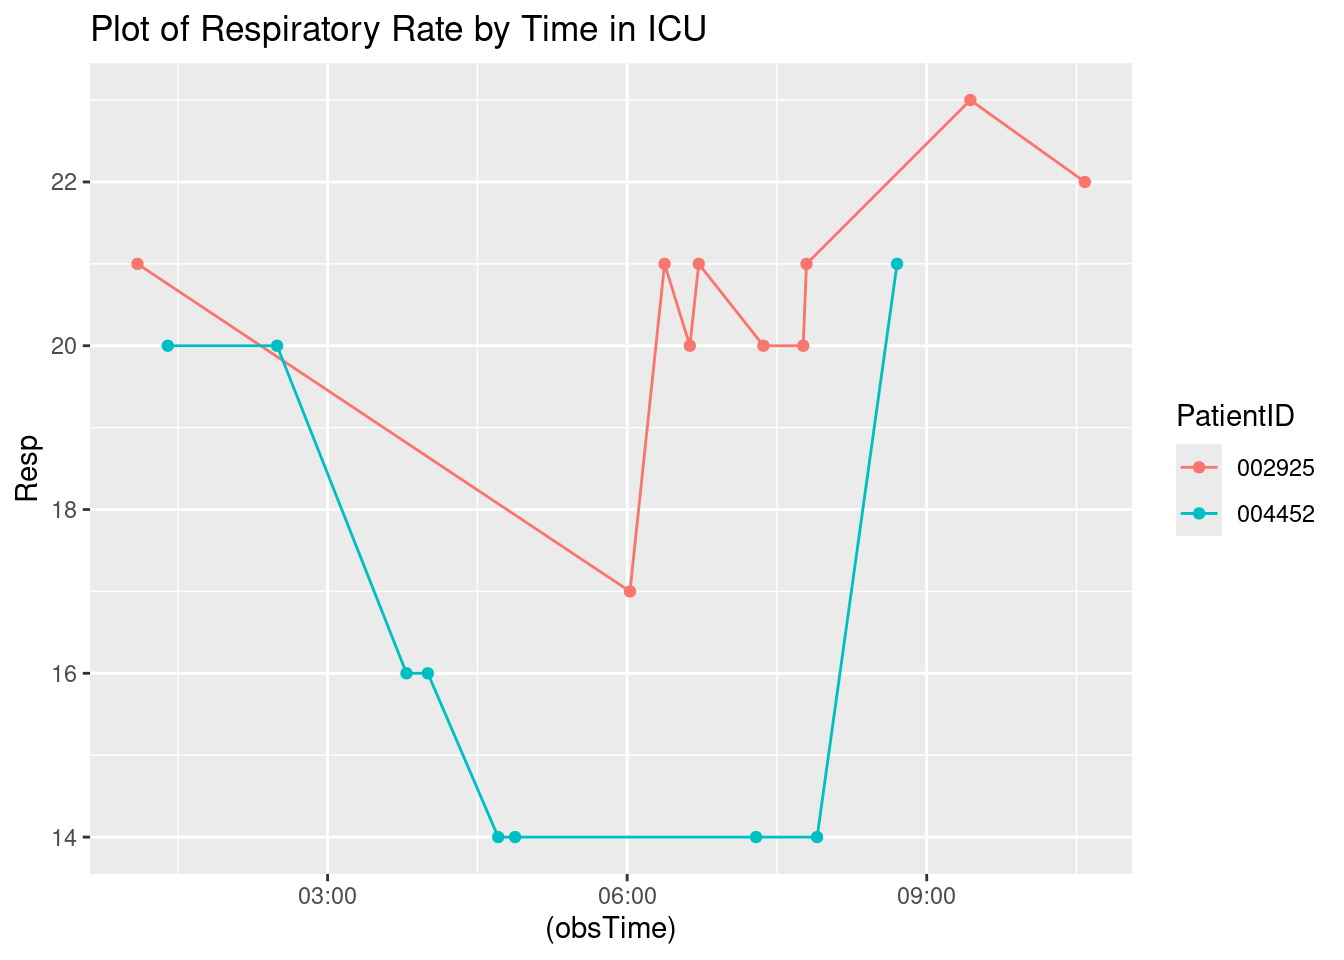 Plot of Respiratory Rate by Time in ICU
Resp
22
20
18
16
14
03:00 06:00 09:00
(obsTime)
PatientID
002925
004452